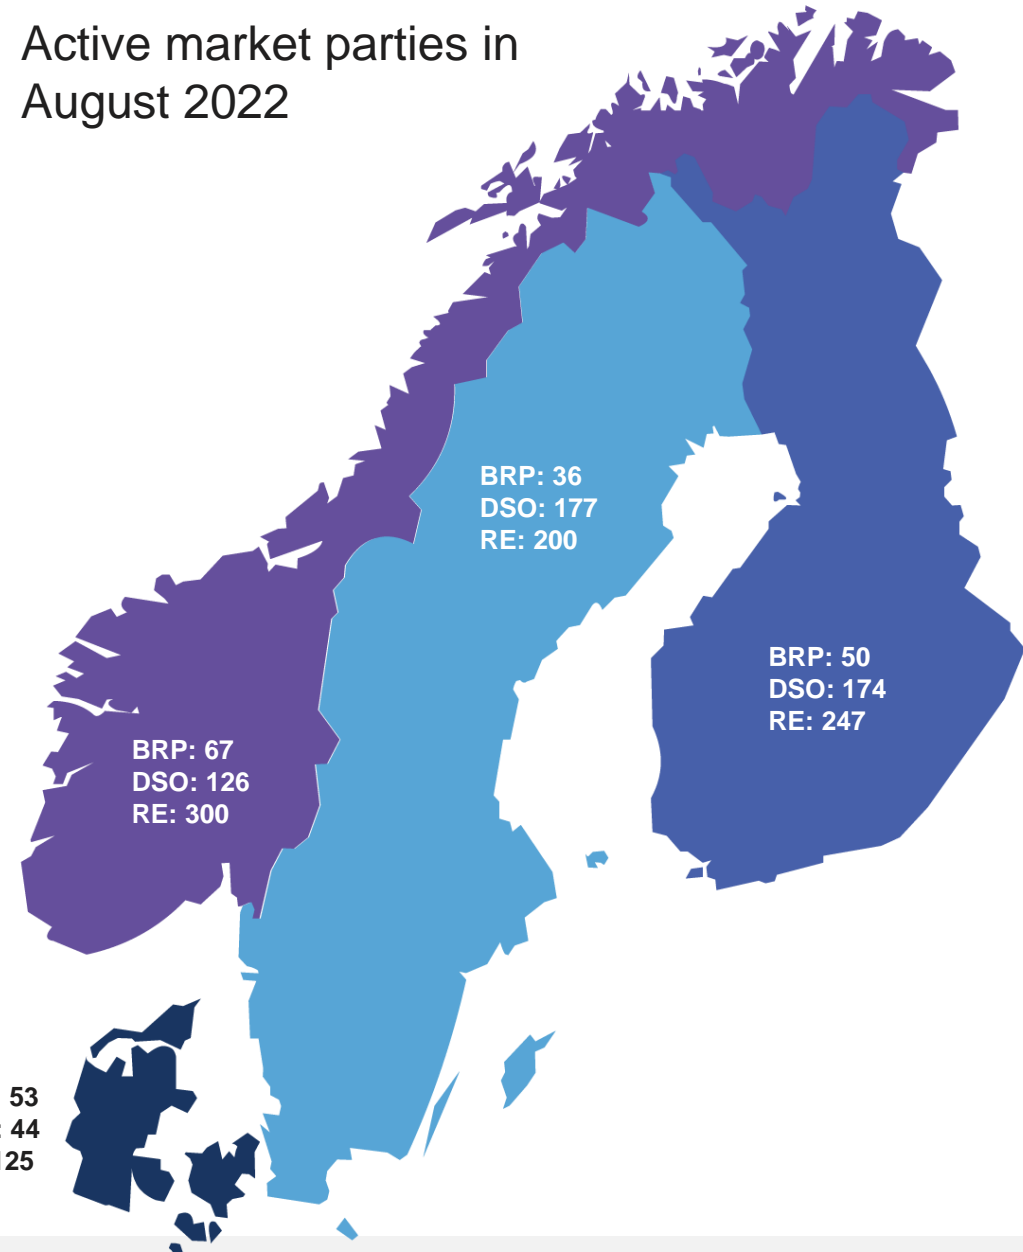 Active market parties in
August 2022
BRP: 36
DSO: 177
RE: 200
BRP: 50
DSO: 174
RE: 247
BRP: 67
DSO: 126
RE: 300
53
: 44
125